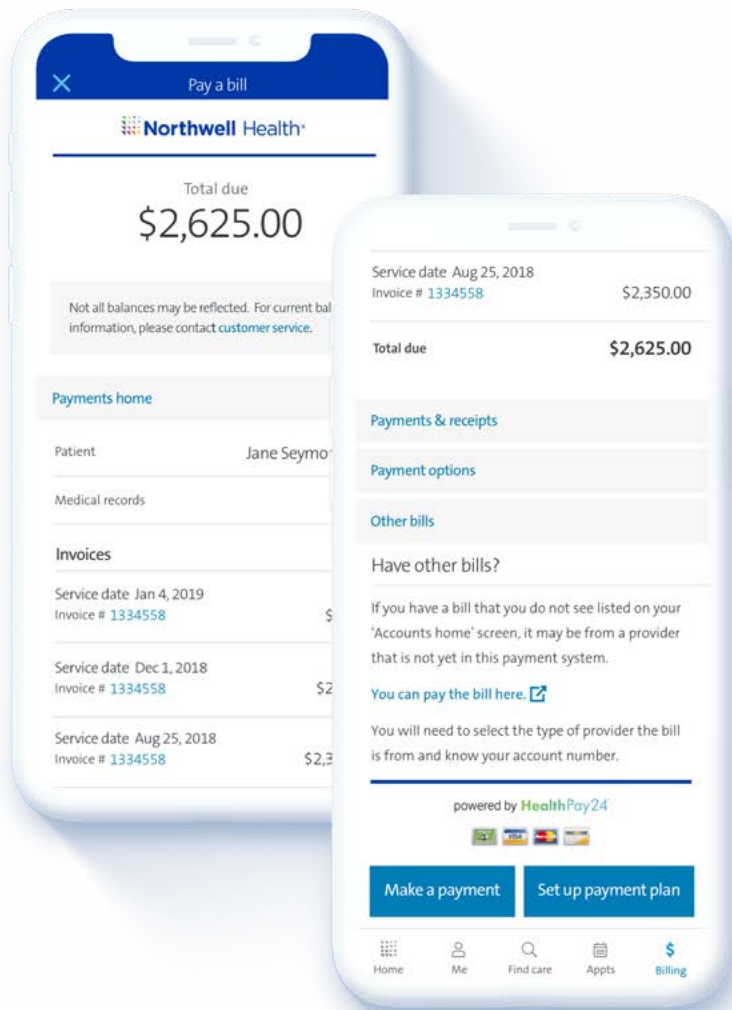 Pay a bill
Northwell Health
Total due
$2,625.00
Not all balances may be reflected. For current
information, please contact customer service.
Payments home
Patient Jane
Medical records
Invoices
Service date Jan 4, 2019
Invoice # 1334558 $
Service date Dec 1, 2018
Invoice # 1334558 $2
Service date Aug 25, 2018
Invoice # 1334558 $2,3
Service date Aug 25, 2018
Invoice # 1334558 $2,350.00
Total due $2,625.00
Payments & receipts
Payment options
Other bills
Have other bills?
If you have a bill that you do not see listed on your
'Accounts home' screen, it may be from a provider
that is not yet in this payment system.
You can pay the bill here.
You will need to select the type of provider the bill
is from and know your account number.
powered by HealthPay24
VISA
Make a payment Set up payment plan
Home Me Find care Appts Billing